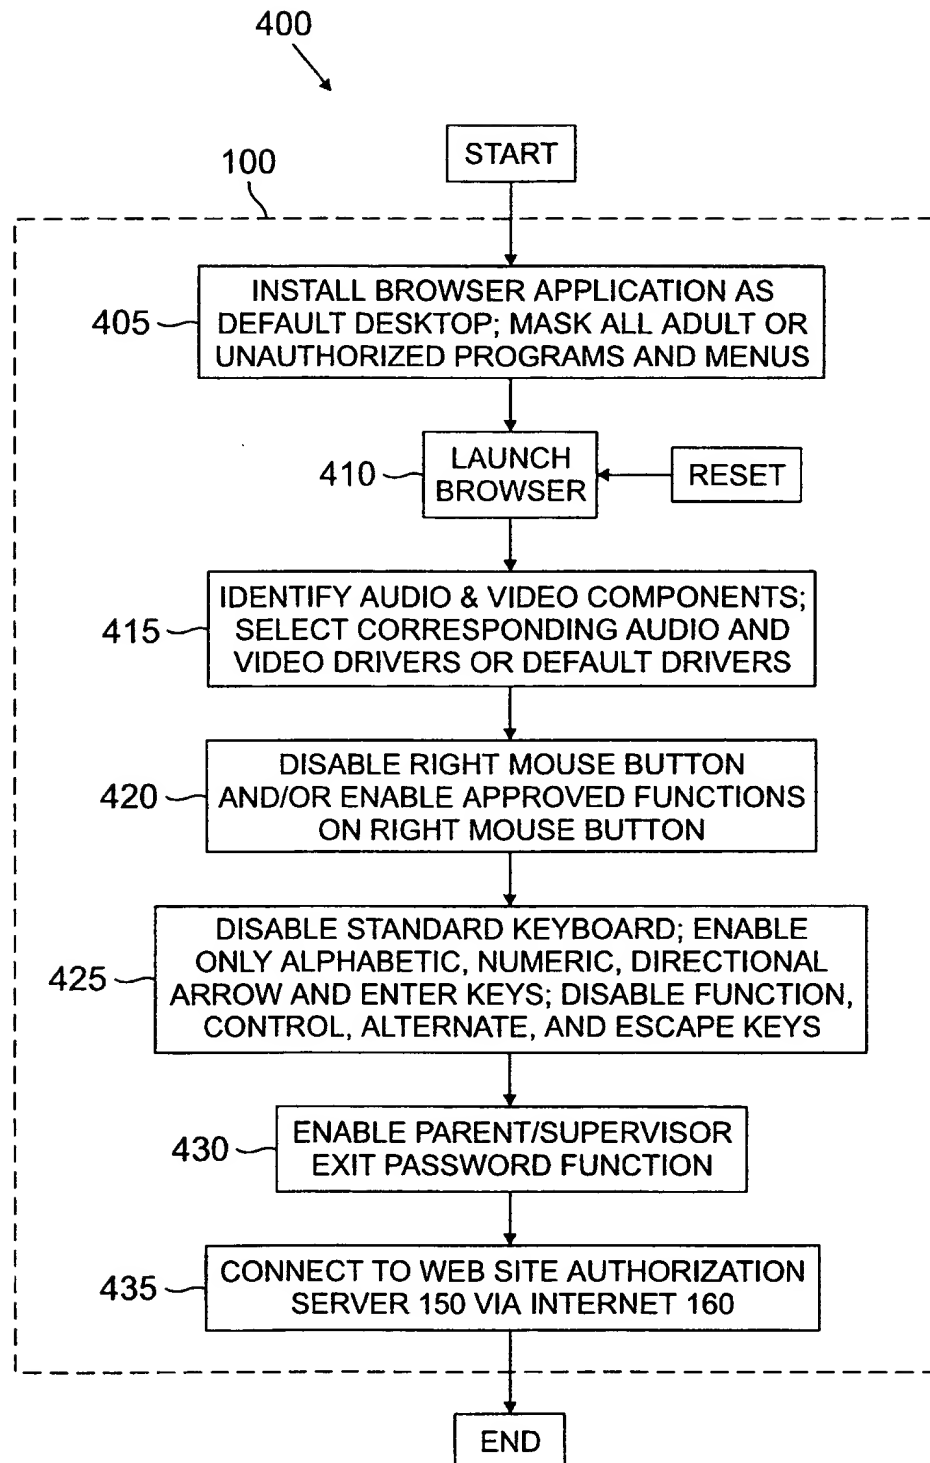 400
START
100
405
INSTALL BROWSER APPLICATION AS
DEFAULT DESKTOP; MASK ALL ADULT OR
UNAUTHORIZED PROGRAMS AND MENUS
410
LAUNCH
BROWSER
RESET
415
IDENTIFY AUDIO & VIDEO COMPONENTS;
SELECT CORRESPONDING AUDIO AND
VIDEO DRIVERS OR DEFAULT DRIVERS
420
DISABLE RIGHT MOUSE BUTTON
AND/OR ENABLE APPROVED FUNCTIONS
ON RIGHT MOUSE BUTTON
425
DISABLE STANDARD KEYBOARD; ENABLE
ONLY ALPHABETIC, NUMERIC, DIRECTIONAL
ARROW AND ENTER KEYS; DISABLE FUNCTION,
CONTROL, ALTERNATE, AND ESCAPE KEYS
430
ENABLE PARENT/SUPERVISOR
EXIT PASSWORD FUNCTION
435
CONNECT TO WEB SITE AUTHORIZATION
SERVER 150 VIA INTERNET 160
END